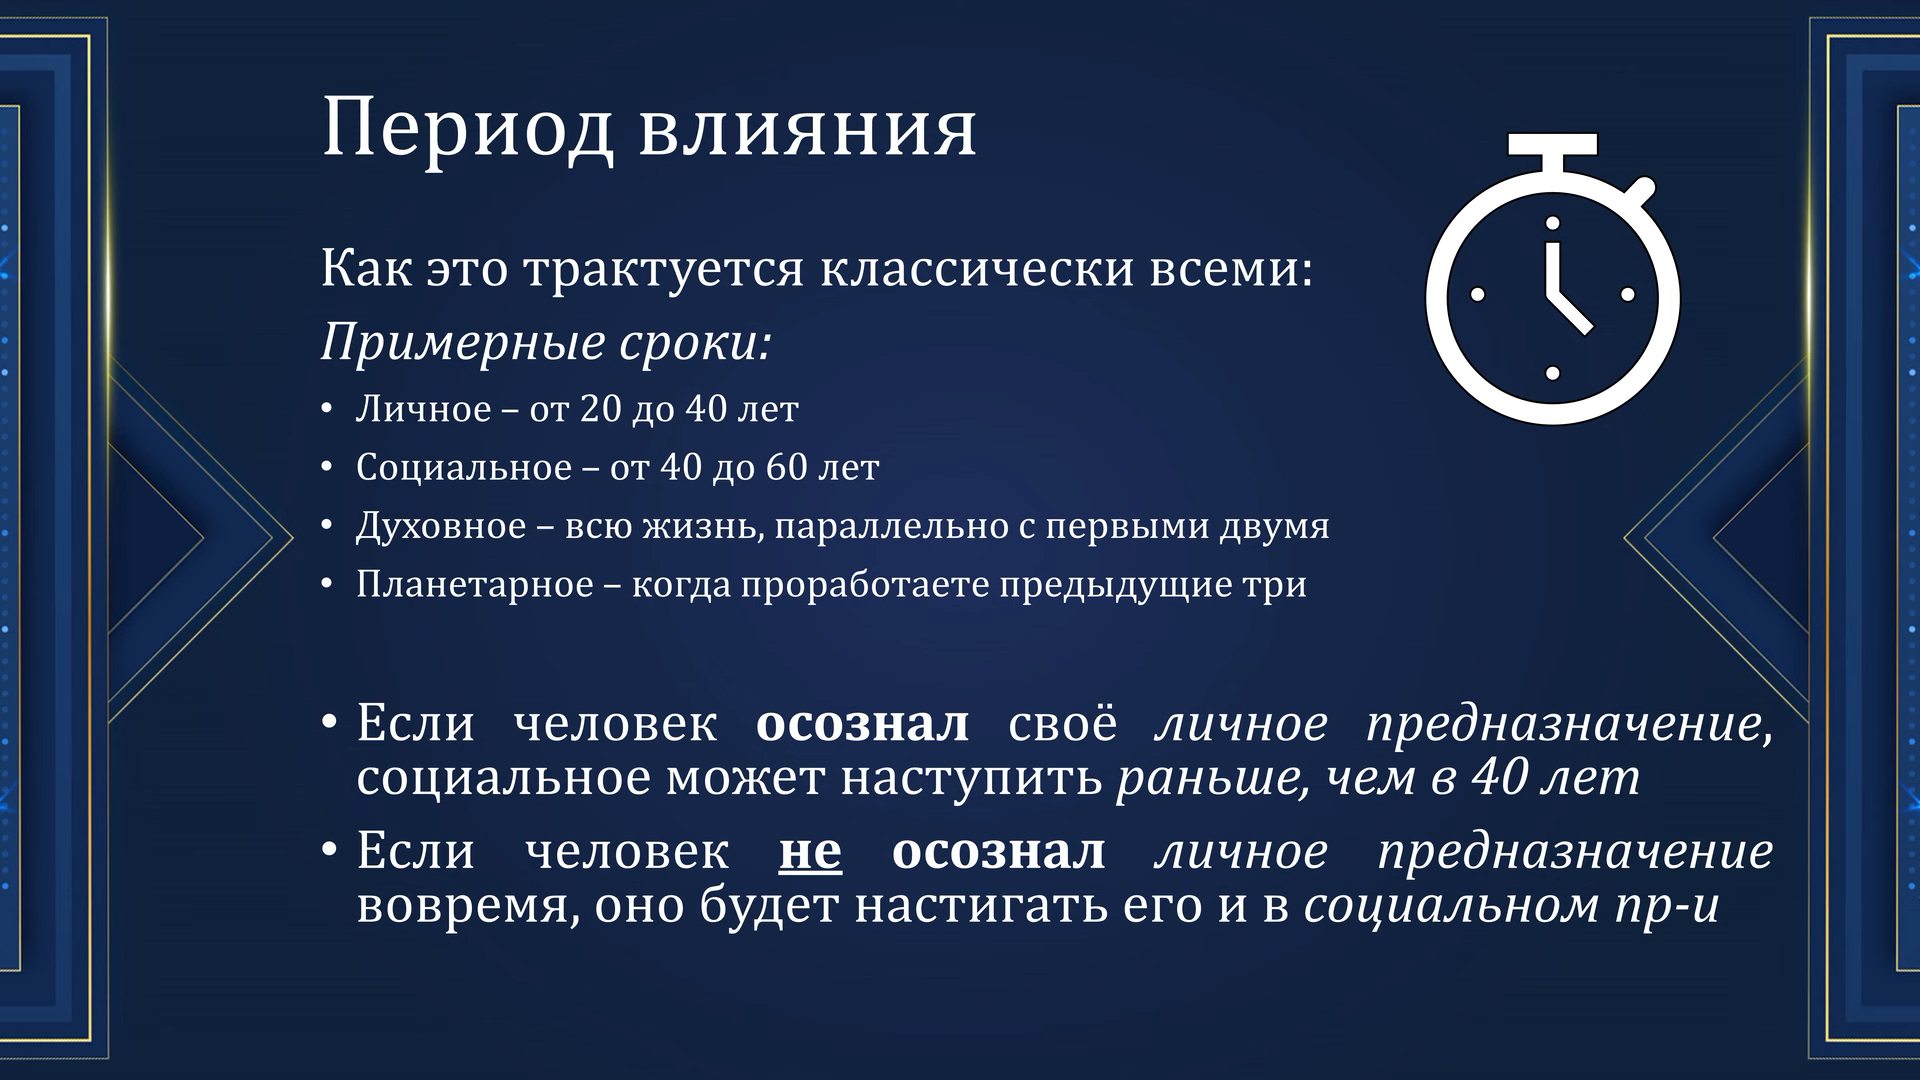 Период влияния
Как это трактуется классически всеми:
Примерные сроки:
• Личное – от 20 до 40 лет
• Социальное – от 40 до 60 лет
• Духовное – всю жизнь, параллельно с первыми двумя
• Планетарное – когда проработаете предыдущие три
• Если человек осознал своё личное предназначение,
социальное может наступить раньше, чем в 40 лет
• Если человек не осознал личное предназначение
вовремя, оно будет настигать его и в социальном пр-и